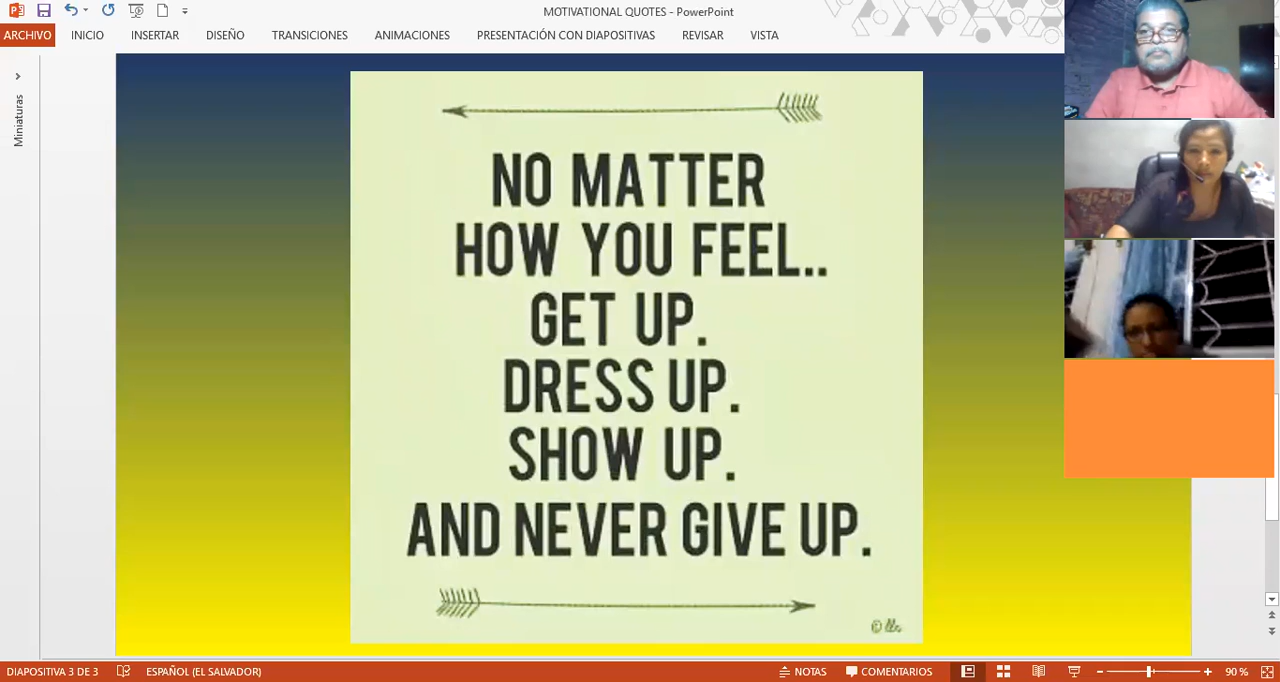 MOTIVATIONAL QUOTES - PowerPoint
ARCHIVO INICIO INSERTAR DISEÑO TRANSICIONES ANIMACIONES PRESENTACIÓN CON DIAPOSITIVAS REVISAR VISTA
Miniaturas
NO MATTER
HOW YOU FEEL..
GET UP.
DRESS UP.
SHOW UP.
AND NEVER GIVE UP.
DIAPOSITIVA 3 DE 3 ESPAÑOL (EL SALVADOR) NOTAS COMENTARIOS 90 %